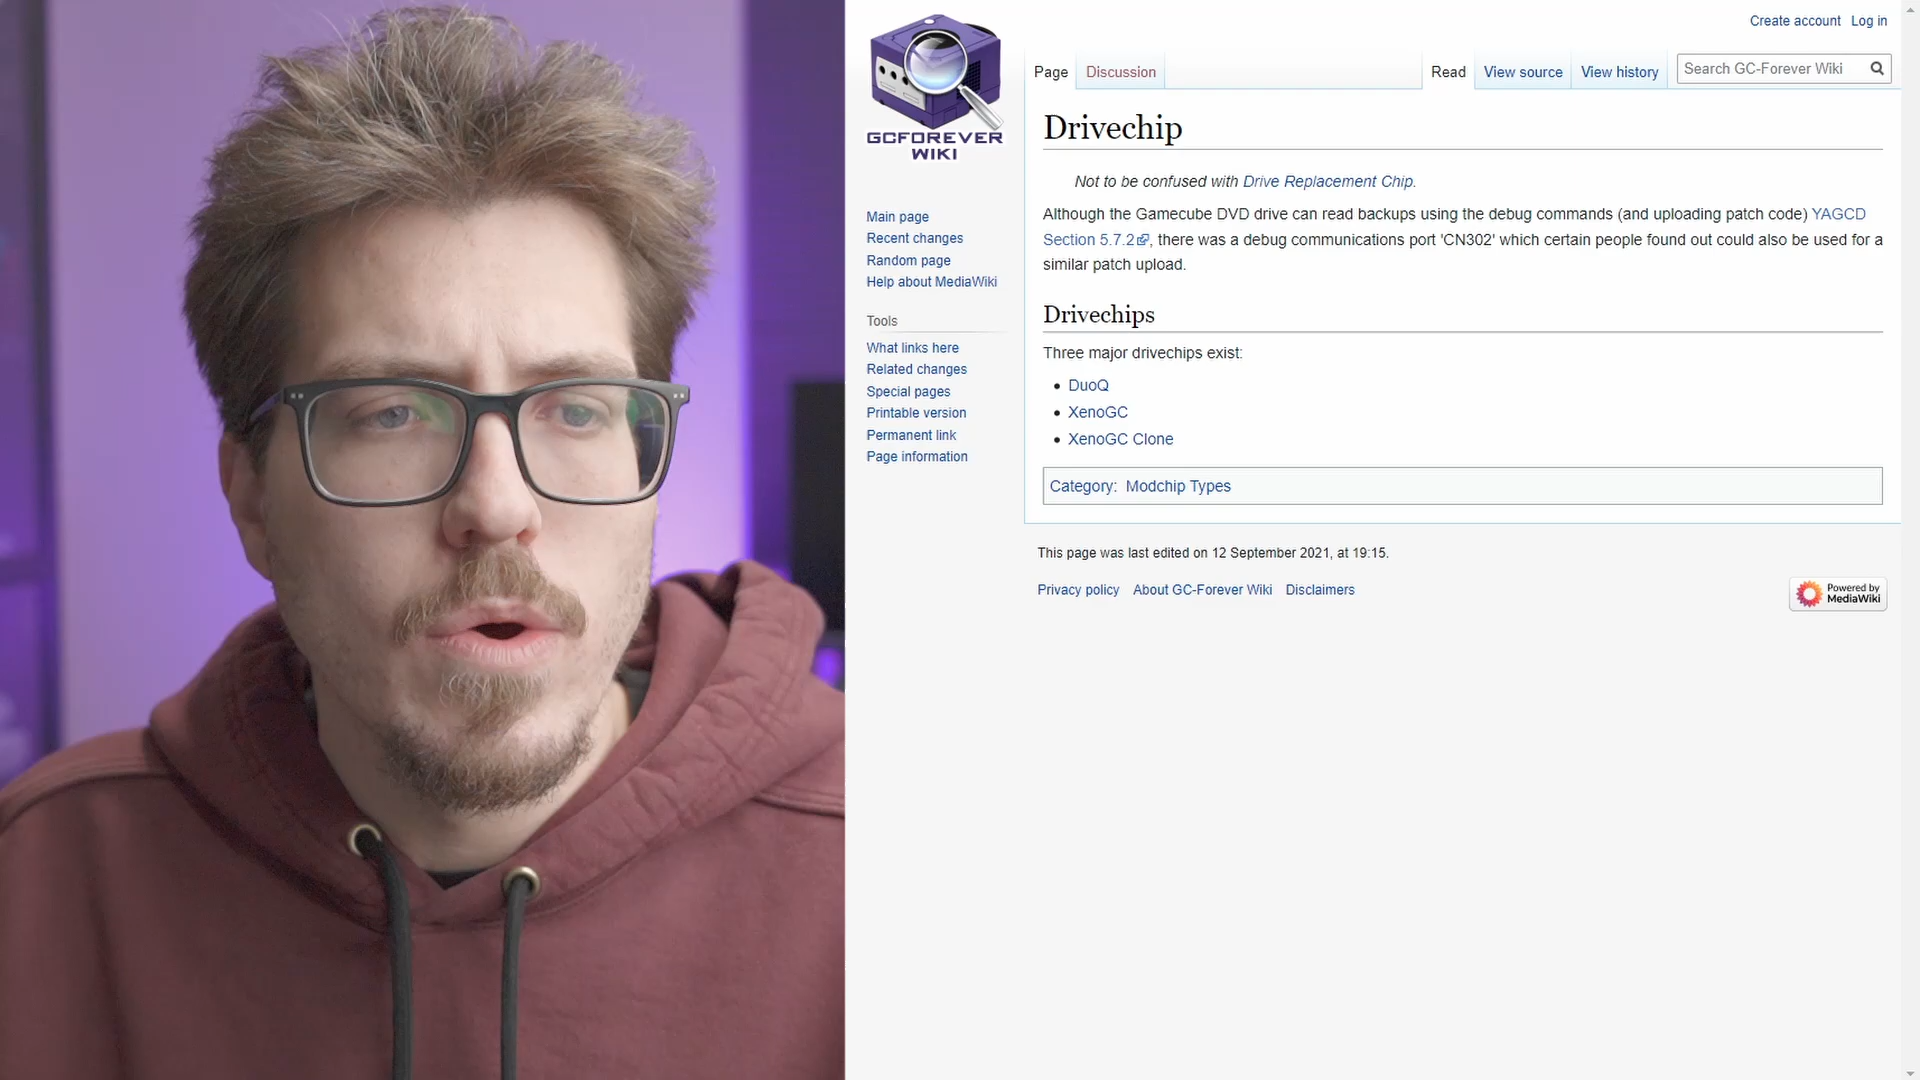 Create account Log in
Page Discussion Read View source View history Search GC-Forever Wiki
GCFOREVER
WIKI
Main page
Recent changes
Random page
Help about MediaWiki
Tools
What links here
Related changes
Special pages
Printable version
Permanent link
Page information
Drivechip
Not to be confused with Drive Replacement Chip.
Although the Gamecube DVD drive can read backups using the debug commands (and uploading patch code) YAGCD
Section 5.7.2, there was a debug communications port 'CN302' which certain people found out could also be used for a
similar patch upload.
Drivechips
Three major drivechips exist:
• DuoQ
• XenoGC
• XenoGC Clone
Category: Modchip Types
This page was last edited on 12 September 2021, at 19:15.
Privacy policy About GC-Forever Wiki Disclaimers
Powered by
MediaWiki